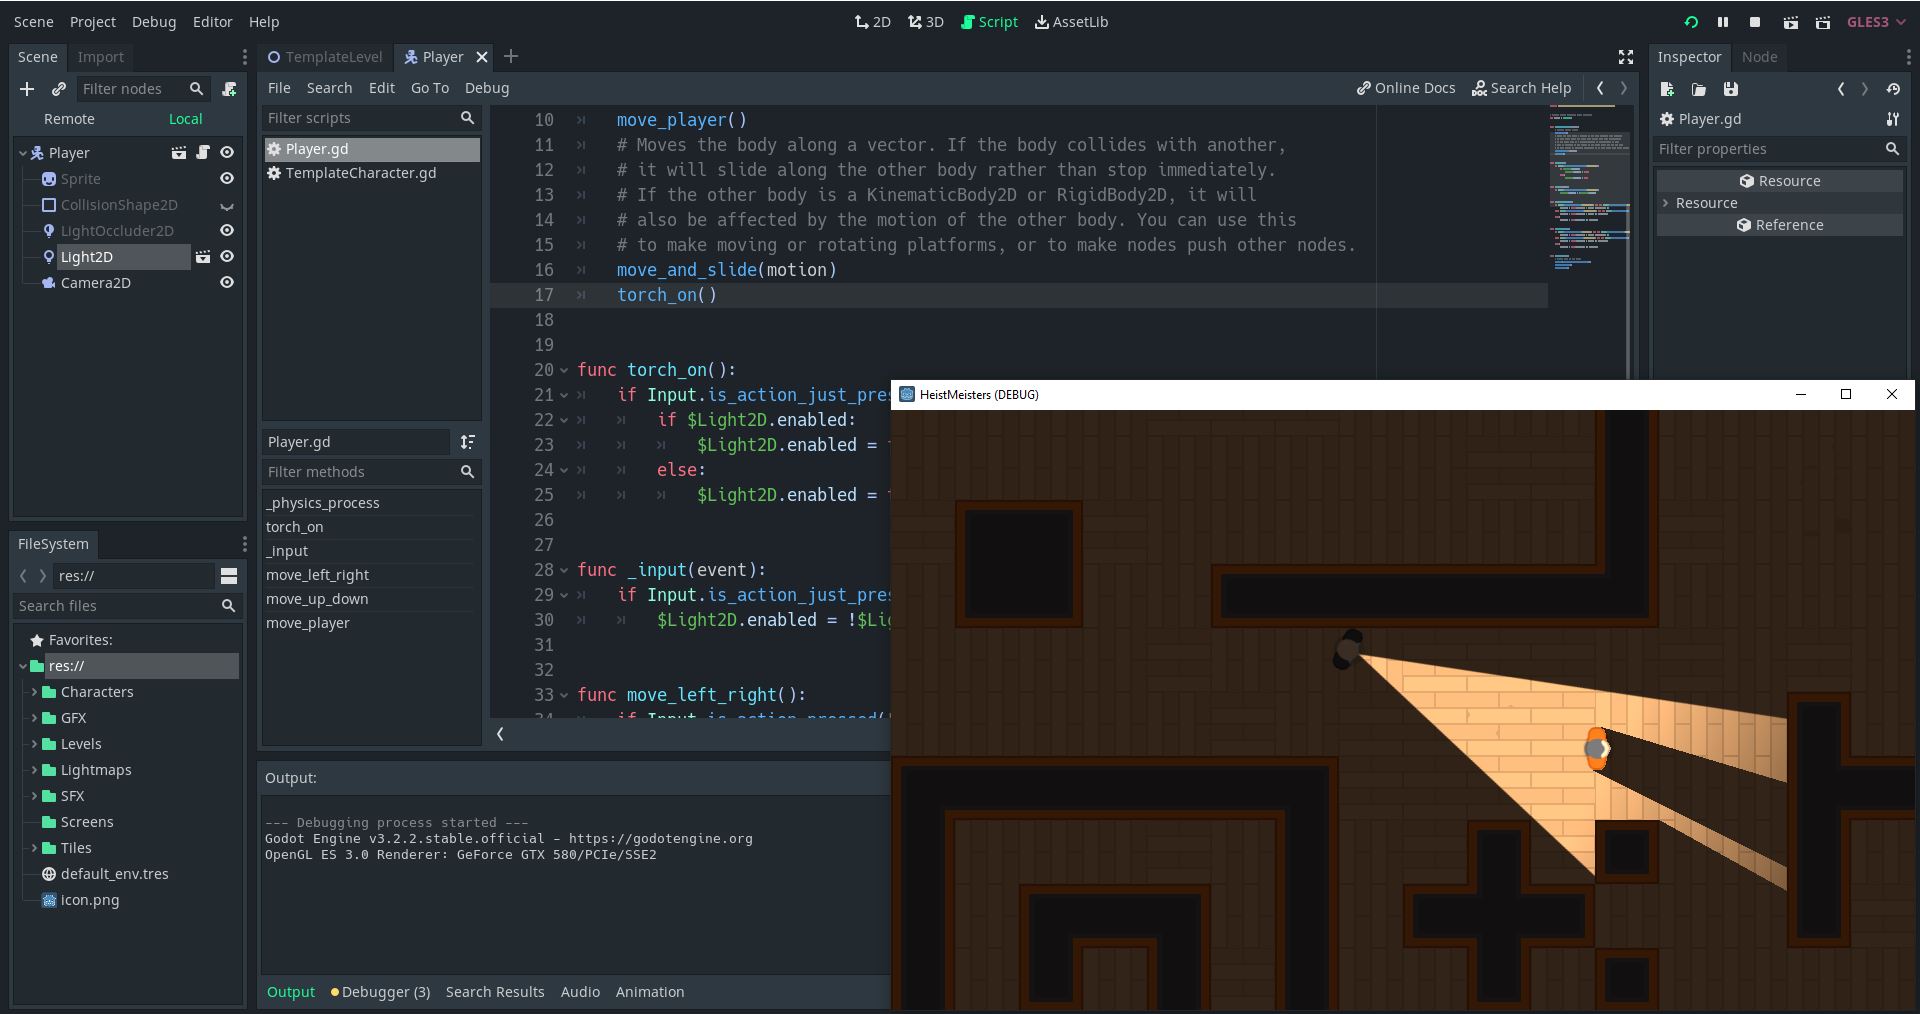 Scene Project Debug Editor Help
2D 3D Script AssetLib
GLES3
Scene Import
Filter nodes
Remote Local
Player
Sprite
CollisionShape2D
LightOccluder2D
Light2D
Camera2D
FileSystem
res://
Search files
Favorites:
res://
Characters
GFX
Levels
Lightmaps
SFX
Screens
Tiles
default_env.tres
icon.png
TemplateLevel Player
File Search Edit Go To Debug
Online Docs Search Help
Filter scripts
Player.gd
TemplateCharacter.gd
Player.gd
Filter methods
_physics_process
torch_on
_input
move_left_right
move_up_down
move_player
10 move_player()
11 # Moves the body along a vector. If the body collides with another,
12 # it will slide along the other body rather than stop immediately.
13 # If the other body is a KinematicBody2D or RigidBody2D, it will
14 # also be affected by the motion of the other body. You can use this
15 # to make moving or rotating platforms, or to make nodes push other nodes.
16 move_and_slide(motion)
17 torch_on()
18
19
20 func torch_on():
21 if Input.is_action_just_pres
22 if $Light2D.enabled:
23 $Light2D.enabled =
24 else:
25 $Light2D.enabled =
26
27
28 func _input(event):
29 if Input.is_action_just_pres
30 $Light2D.enabled = !$Lig
31
32
33 func move_left_right():
34 if Input.is_action_pressed(
Output:
--- Debugging process started ---
Godot Engine v3.2.2.stable.official - https://godotengine.org
OpenGL ES 3.0 Renderer: GeForce GTX 580/PCIe/SSE2
Output Debugger (3) Search Results Audio Animation
Inspector Node
Player.gd
Filter properties
Resource
Resource
Reference
HeistMeisters (DEBUG)